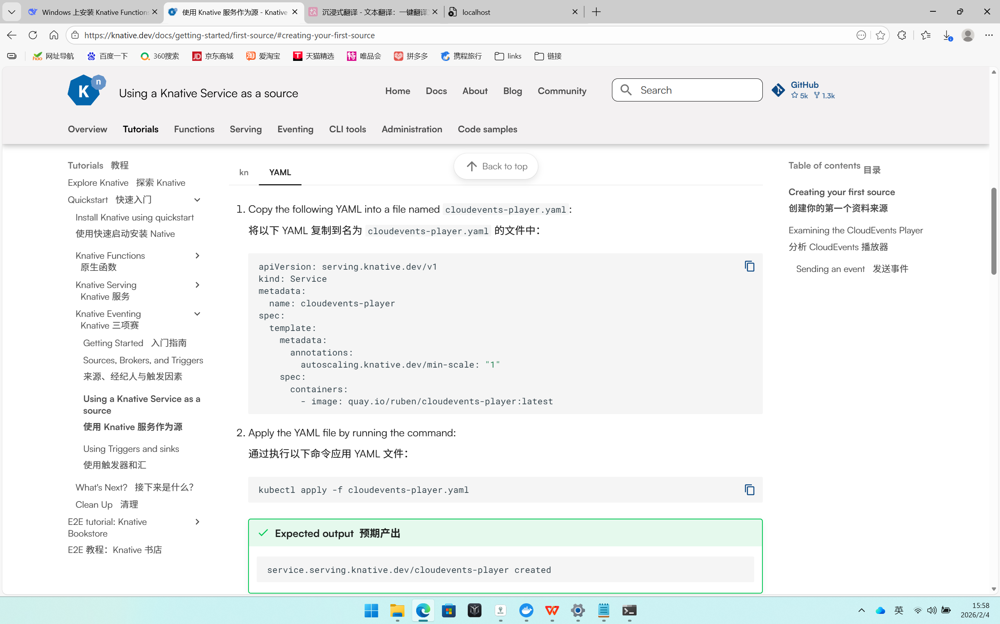 Windows 上安装 Knative Functions
使用 Knative 服务作为源 - Knative
沉浸式翻译 - 文本翻译：一键翻译
localhost
https://knative.dev/docs/getting-started/first-source/#creating-your-first-source
网址导航
百度一下
360搜索
京东商城
爱淘宝
天猫精选
唯品会
拼多多
携程旅行
links
链接
Using a Knative Service as a source
Home
Docs
About
Blog
Community
Search
GitHub
5k
1.3k
Overview
Tutorials
Functions
Serving
Eventing
CLI tools
Administration
Code samples
Tutorials 教程
Explore Knative 探索 Knative
Quickstart 快速入门
Install Knative using quickstart
使用快速启动安装 Native
Knative Functions
原生函数
Knative Serving
Knative 服务
Knative Eventing
Knative 三项赛
Getting Started 入门指南
Sources, Brokers, and Triggers
来源、经纪人与触发因素
Using a Knative Service as a
source
使用 Knative 服务作为源
Using Triggers and sinks
使用触发器和汇
What's Next? 接下来是什么？
Clean Up 清理
E2E tutorial: Knative
Bookstore
E2E 教程：Knative 书店
kn
YAML
Back to top
1. Copy the following YAML into a file named cloudevents-player.yaml:
将以下 YAML 复制到名为 cloudevents-player.yaml 的文件中：
apiVersion: serving.knative.dev/v1
kind: Service
metadata:
  name: cloudevents-player
spec:
  template:
    metadata:
      annotations:
        autoscaling.knative.dev/min-scale: "1"
    spec:
      containers:
        - image: quay.io/ruben/cloudevents-player:latest
2. Apply the YAML file by running the command:
通过执行以下命令应用 YAML 文件：
kubectl apply -f cloudevents-player.yaml
Expected output 预期产出
service.serving.knative.dev/cloudevents-player created
Table of contents 目录
Creating your first source
创建你的第一个资料来源
Examining the CloudEvents Player
分析 CloudEvents 播放器
Sending an event 发送事件
英
15:58
2026/2/4